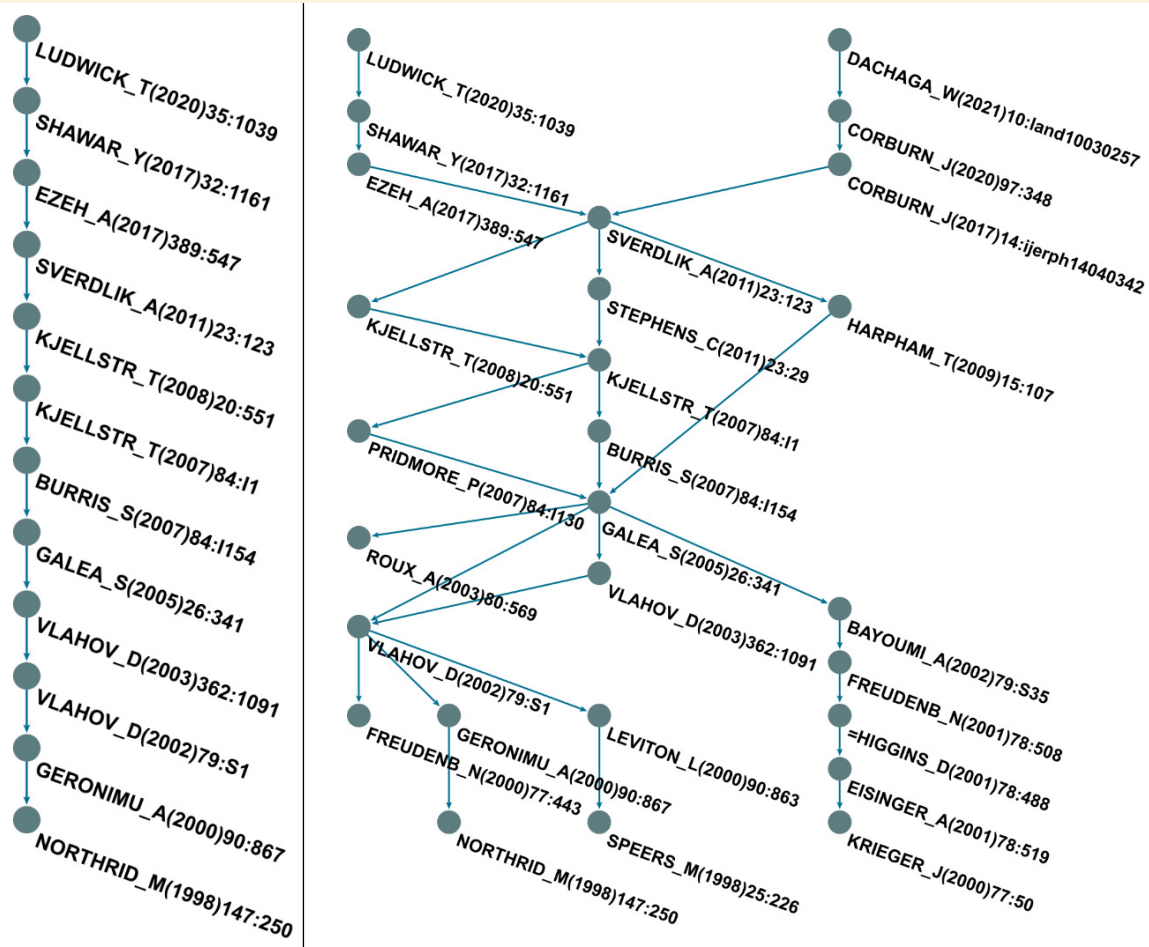 LUDWICK_T(2020)35:1039
SHAWAR_Y(2017)32:1161
EZEH_A(2017)389:547
SVERDLIK_A(2011)23:123
KJELLSTR_T(2008)20:551
KJELLSTR_T(2007)84:I1
BURRIS_S(2007)84:I154
GALEA_S(2005)26:341
VLAHOV_D(2003)362:1091
VLAHOV_D(2002)79:S1
GERONIMU_A(2000)90:867
NORTHRID_M(1998)147:250
LUDWICK_T(2020)35:1039
DACHAGA_W(2021)10:land10030257
SHAWAR_Y(2017)32:1161
CORBURN_J(2020)97:348
EZEH_A(2017)389:547
CORBURN_J(2017)14:ijerph14040342
SVERDLIK_A(2011)23:123
STEPHENS_C(2011)23:29
KJELLSTR_T(2008)20:551
HARPHAM_T(2009)15:107
KJELLSTR_T(2007)84:I1
PRIDMORE_P(2007)84:I130
BURRIS_S(2007)84:I154
GALEA_S(2005)26:341
ROUX_A(2003)80:569
VLAHOV_D(2003)362:1091
BAYOUMI_A(2002)79:S35
VLAHOV_D(2002)79:S1
FREUDENB_N(2001)78:508
FREUDENB_N(2000)77:443
GERONIMU_A(2000)90:867
LEVITON_L(2000)90:863
=HIGGINS_D(2001)78:488
EISINGER_A(2001)78:519
NORTHRID_M(1998)147:250
SPEERS_M(1998)25:226
KRIEGER_J(2000)77:50